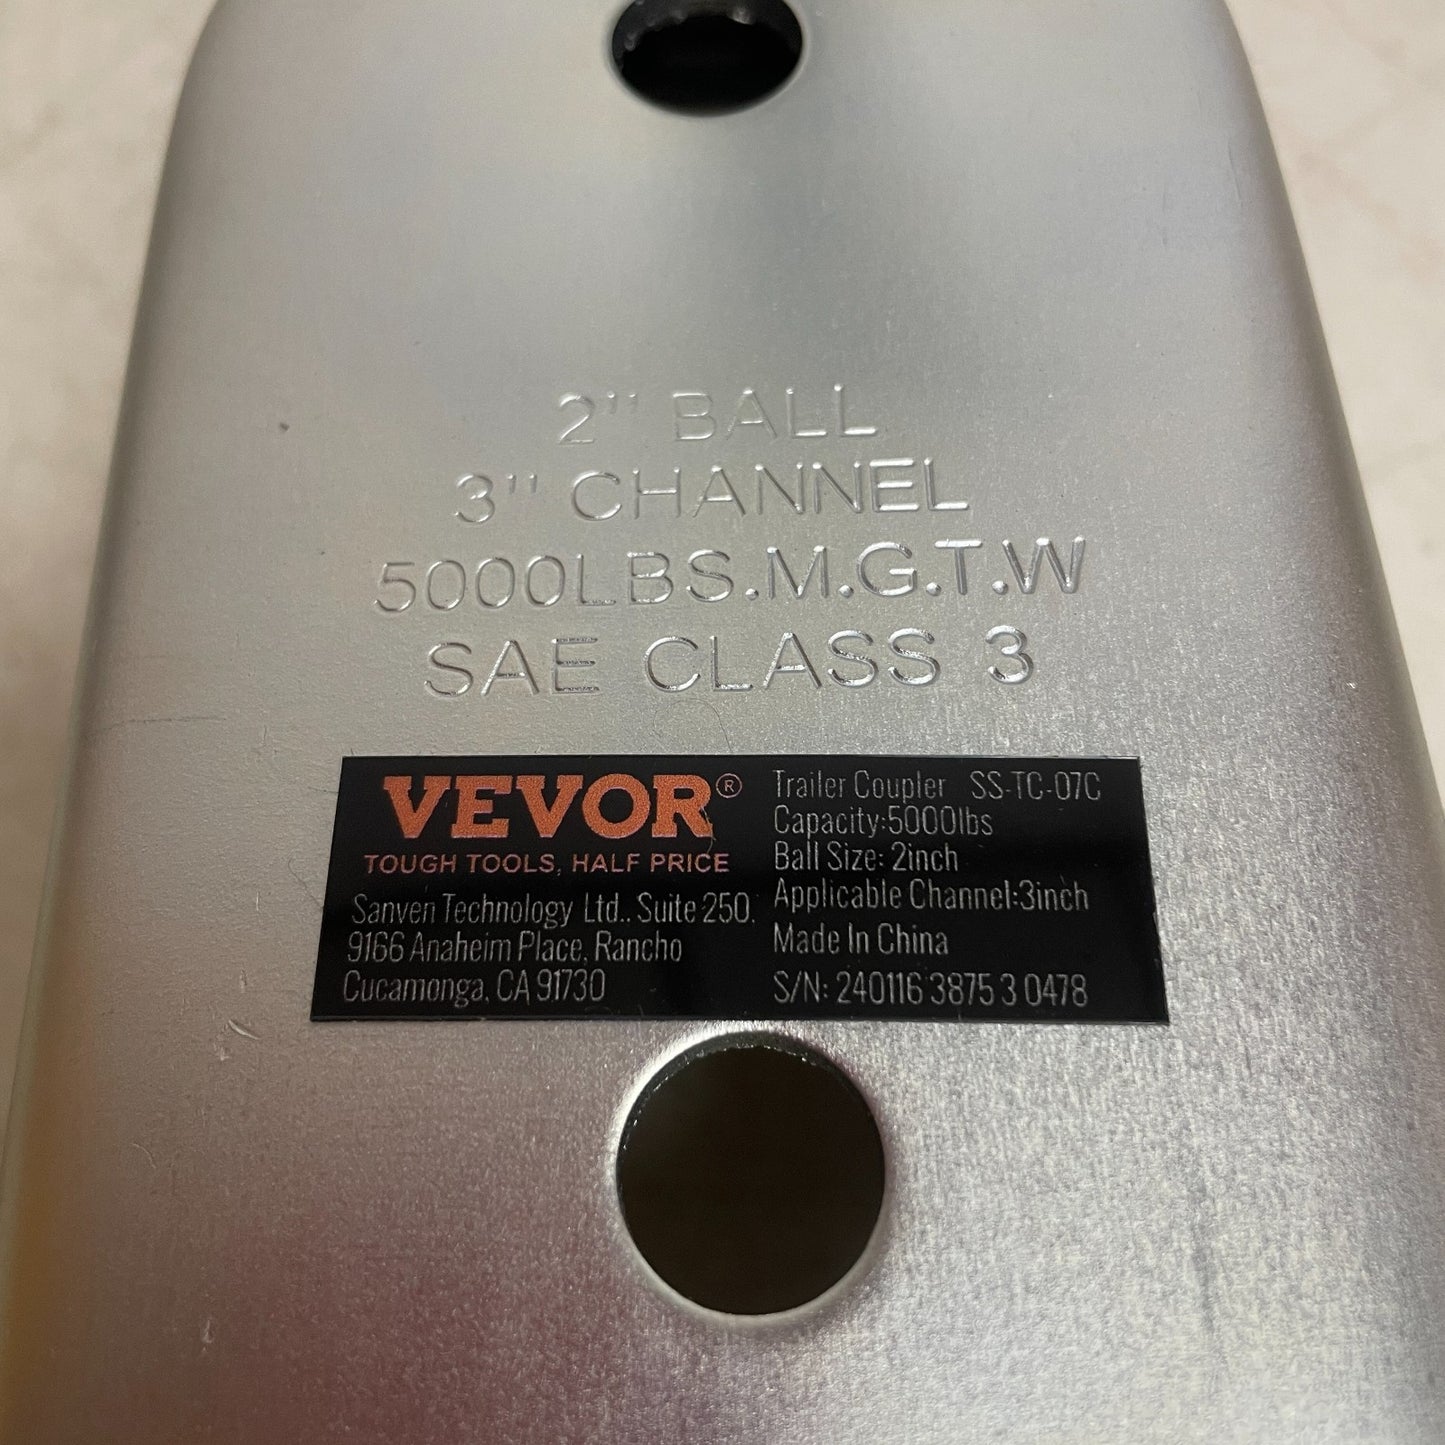 2" BALL
3" CHANNEL
5000LBS.M.G.T.W
SAE CLASS 3
VEVOR®
TOUGH TOOLS, HALF PRICE
Sanven Technology Ltd., Suite 250,
9166 Anaheim Place, Rancho
Cucamonga, CA 91730
Trailer Coupler SS-TC-07C
Capacity:5000lbs
Ball Size: 2inch
Applicable Channel:3inch
Made In China
S/N: 240116 3875 3 0478